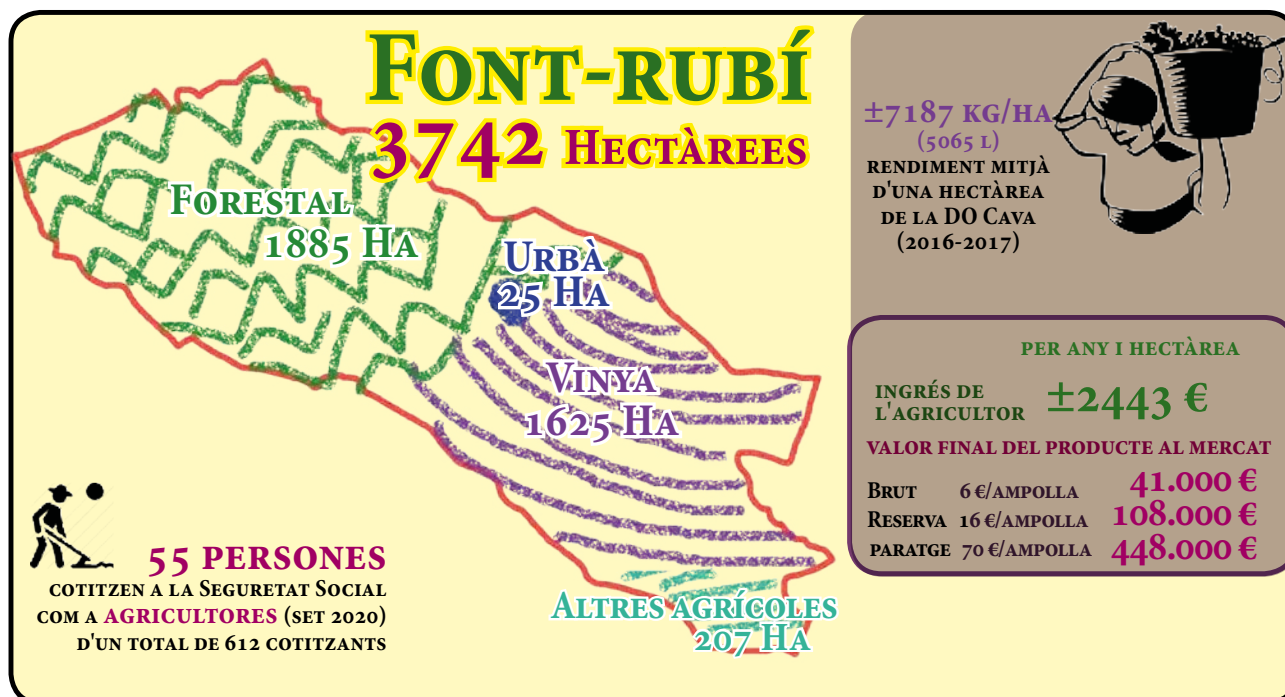 Font-rubí
3742 Hectàrees
Forestal
1885 Ha
Urbà
25 Ha
Vinya
1625 Ha
Altres agrícoles
207 Ha
55 persones
cotitzen a la Seguretat Social
com a agricultores (set 2020)
d'un total de 612 cotitzants
±7187 kg/ha
(5065 l)
rendiment mitjà
d'una hectàrea
de la DO Cava
(2016-2017)
per any i hectàrea
ingrés de
l'agricultor ±2443 €
valor final del producte al mercat
Brut 6 €/ampolla 41.000 €
Reserva 16 €/ampolla 108.000 €
paratge 70 €/ampolla 448.000 €